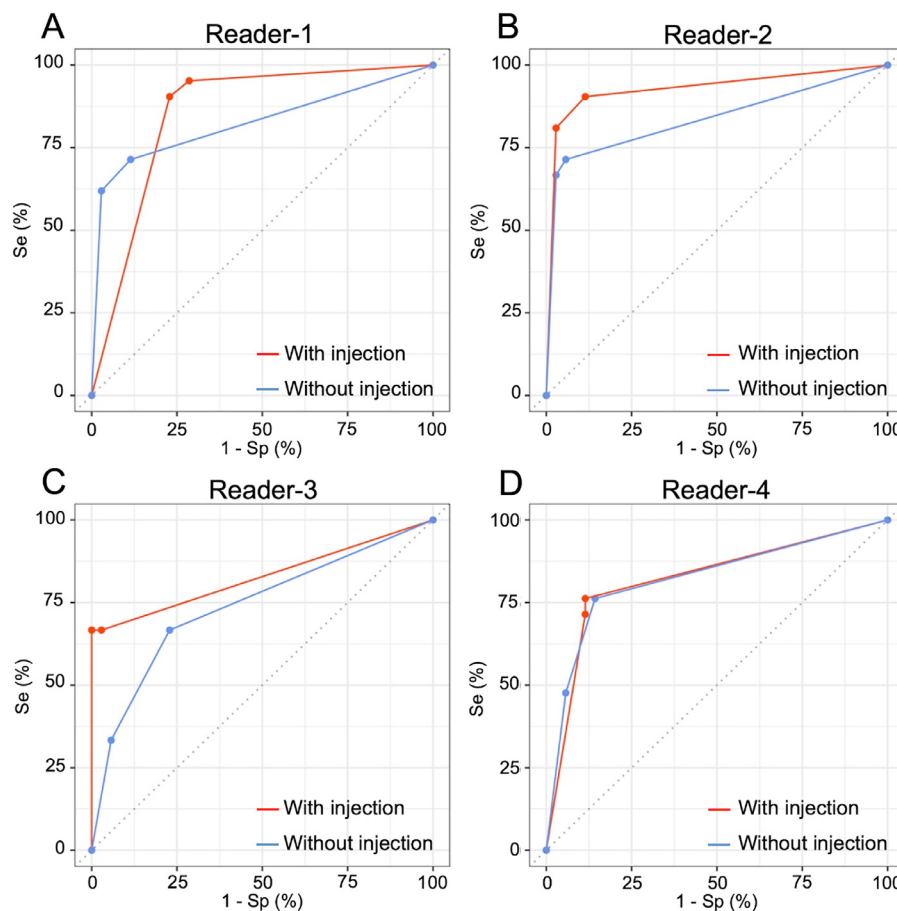 A
Reader-1
100
75
50
25
0
Se (%)
With injection
Without injection
0 25 50 75 100
1 - Sp (%)
B
Reader-2
100
75
50
25
0
Se (%)
With injection
Without injection
0 25 50 75 100
1 - Sp (%)
C
Reader-3
100
75
50
25
0
Se (%)
With injection
Without injection
0 25 50 75 100
1 - Sp (%)
D
Reader-4
100
75
50
25
0
Se (%)
With injection
Without injection
0 25 50 75 100
1 - Sp (%)